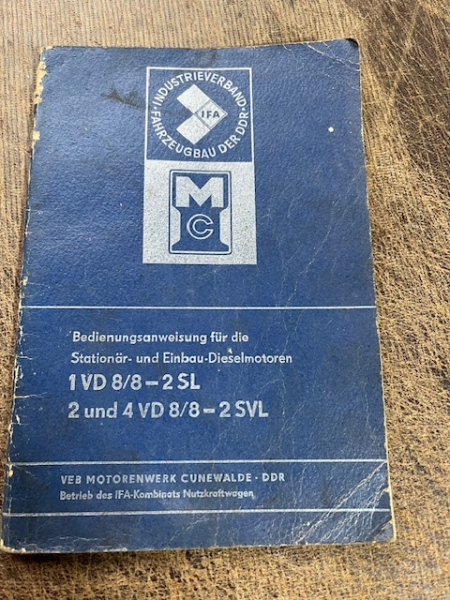 INDUSTRIEVERBAND
FAHRZEUGBAU DER DDR
IFA
M
C
Bedienungsanweisung für die
Stationär- und Einbau-Dieselmotoren
1 VD 8/8 – 2 SL
2 und 4 VD 8/8 – 2 SVL
VEB MOTORENWERK CUNEWALDE · DDR
Betrieb des IFA-Kombinats Nutzkraftwagen